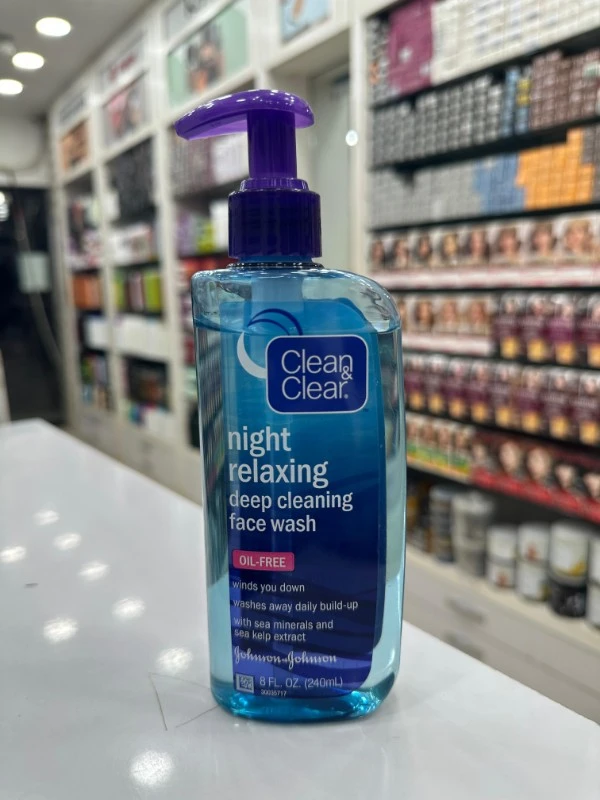 Clean &
Clear.
night
relaxing
deep cleaning
face wash
OIL-FREE
winds you down
washes away daily build-up
with sea minerals and
sea kelp extract
Johnson & Johnson
8 FL. OZ. (240mL)